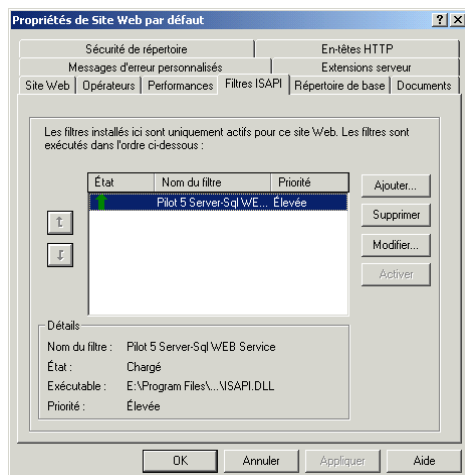 Propriétés de Site Web par défaut
Sécurité de répertoire En-têtes HTTP
Messages d'erreur personnalisés Extensions serveur
Site Web Opérateurs Performances Filtres ISAPI Répertoire de base Documents
Les filtres installés ici sont uniquement actifs pour ce site Web. Les filtres sont
exécutés dans l'ordre ci-dessous :
État Nom du filtre Priorité
Pilot 5 Server-Sql WE... Élevée
Ajouter...
Supprimer
Modifier...
Activer
Détails
Nom du filtre : Pilot 5 Server-Sql WEB Service
État : Chargé
Exécutable : E:\Program Files\...\ISAPI.DLL
Priorité : Élevée
OK Annuler Appliquer Aide